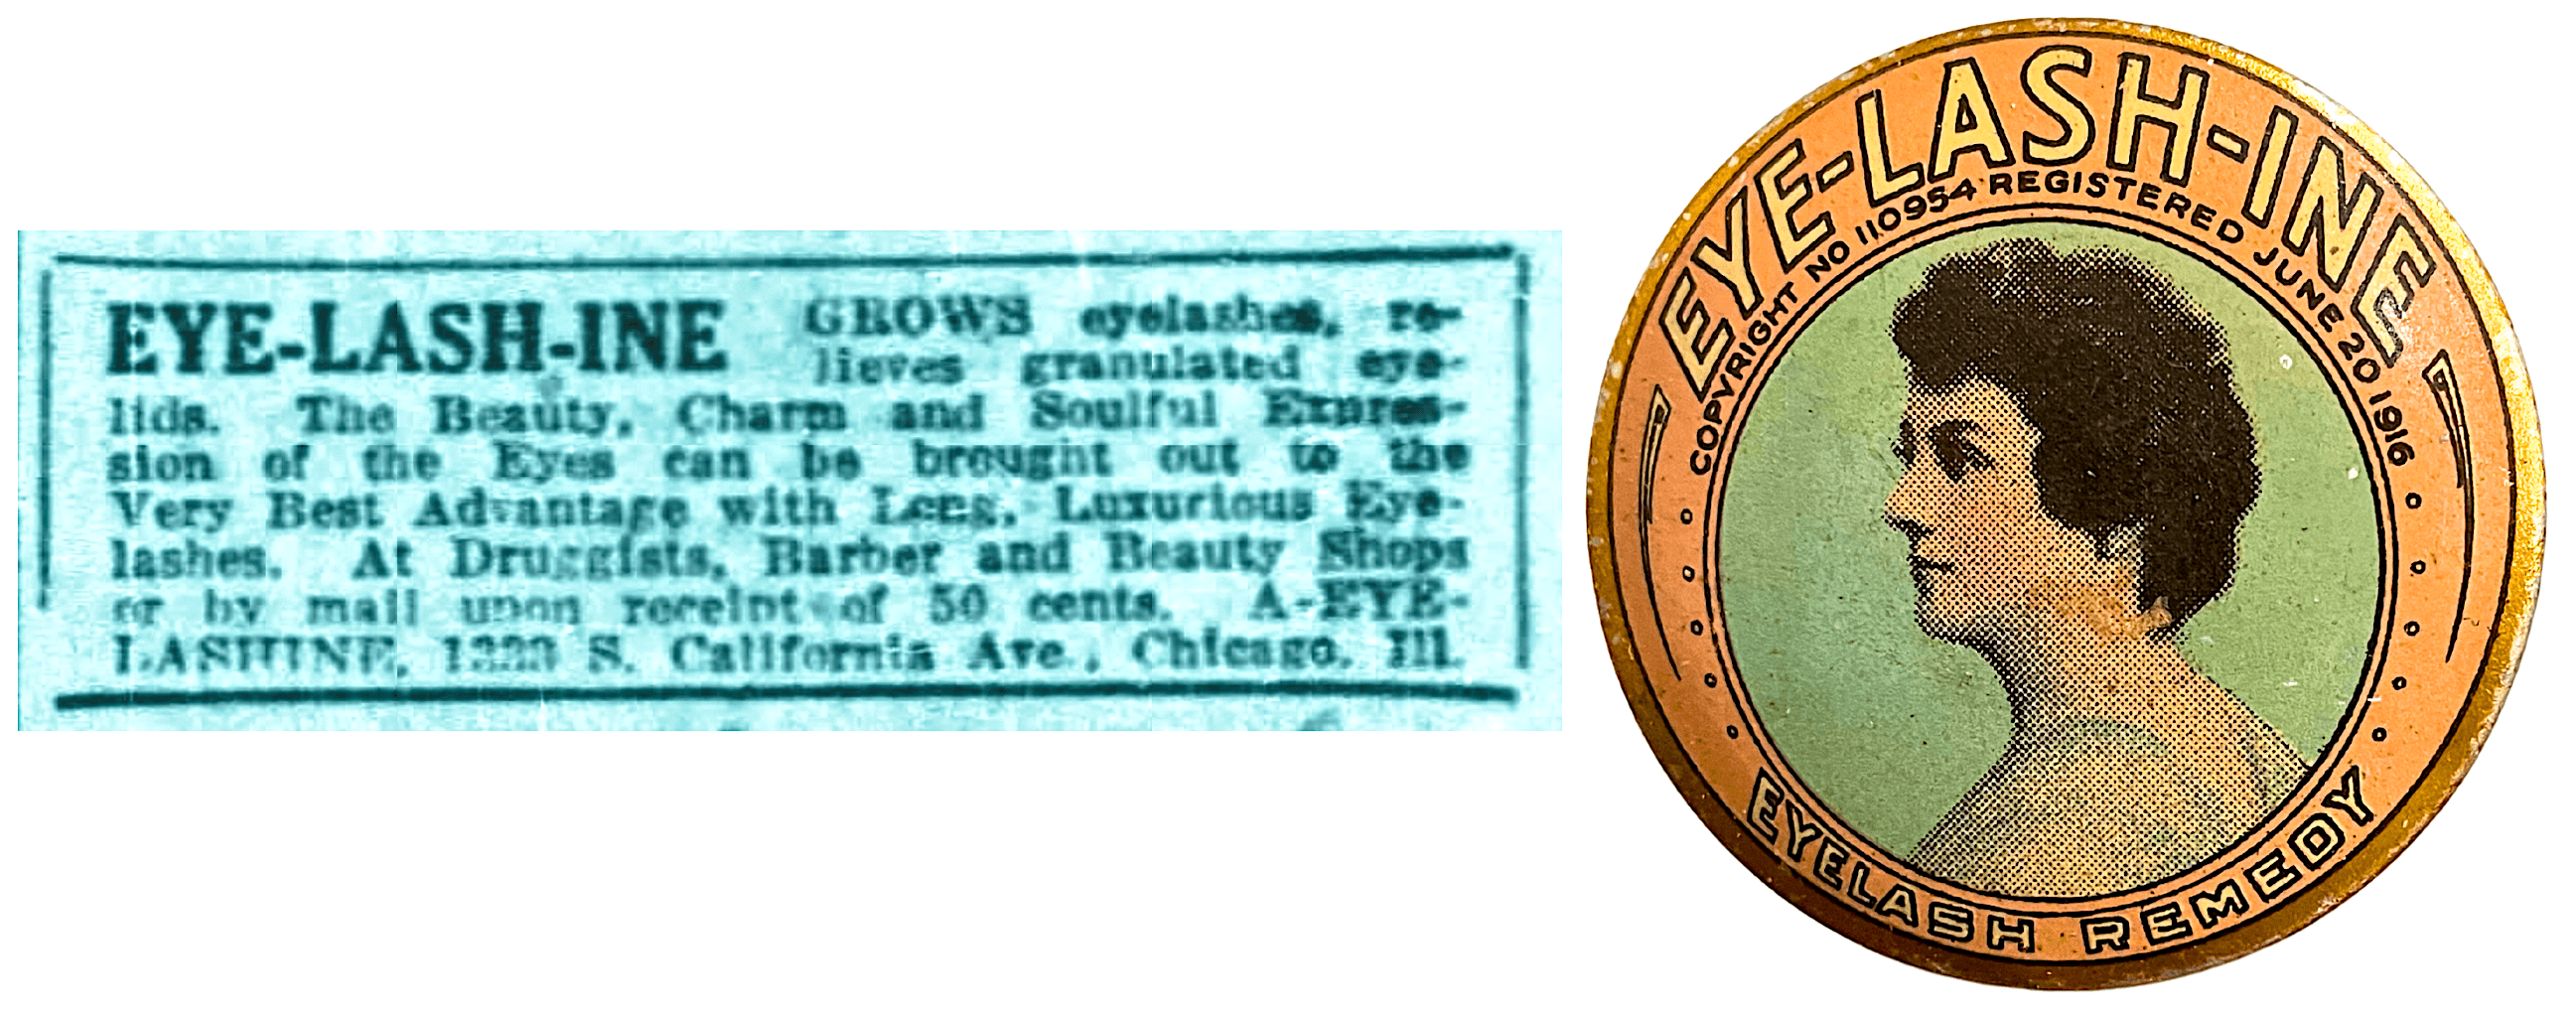 EYE-LASH-INE GROWS eyelashes, re-
lieves granulated eye-
lids. The Beauty, Charm and Soulful Expres-
sion of the Eyes can be brought out to the
Very Best Advantage with Long, Luxurious Eye-
lashes. At Druggists, Barber and Beauty Shops
or by mail upon receipt of 50 cents. A-EYE-
LASHINE, S. California Ave., Chicago, Ill.
EYE-LASH-INE
COPYRIGHT NO 110954 REGISTERED JUNE 20 1916
EYELASH REMEDY